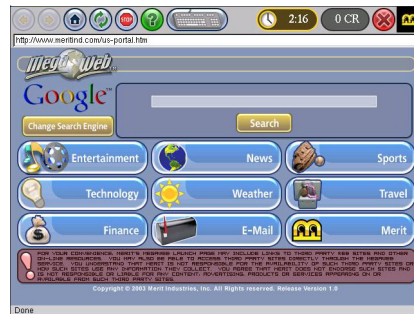 STOP
?
2:16
0 CR
http://www.meritind.com/us-portal.htm
MegaWeb
Google
Change Search Engine
Search
Entertainment
News
Sports
Technology
Weather
Travel
$
Finance
E-Mail
Merit
FOR YOUR CONVENIENCE, MERIT'S MEGAWEB LAUNCH PAGE MAY INCLUDE LINKS TO THIRD PARTY WEB SITES AND OTHER
ON-LINE RESOURCES. YOU MAY ALSO BE ABLE TO ACCESS THIRD PARTY SITES DIRECTLY THROUGH THE MEGAWEB
SERVICE. YOU UNDERSTAND THAT MERIT IS NOT RESPONSIBLE FOR THE AVAILABILITY OF SUCH THIRD PARTY SITES OR
HOW SUCH SITES USE ANY INFORMATION THEY COLLECT. YOU AGREE THAT MERIT DOES NOT ENDORSE SUCH SITES AND
IS NOT RESPONSIBLE OR LIABLE FOR ANY CONTENT, ADVERTISING, PRODUCTS OR SERVICES APPEARING ON OR
AVAILABLE FROM SUCH THIRD PARTY SITES.
Copyright © 2003 Merit Industries, Inc. All Rights reserved. Release Version 1.0
Done